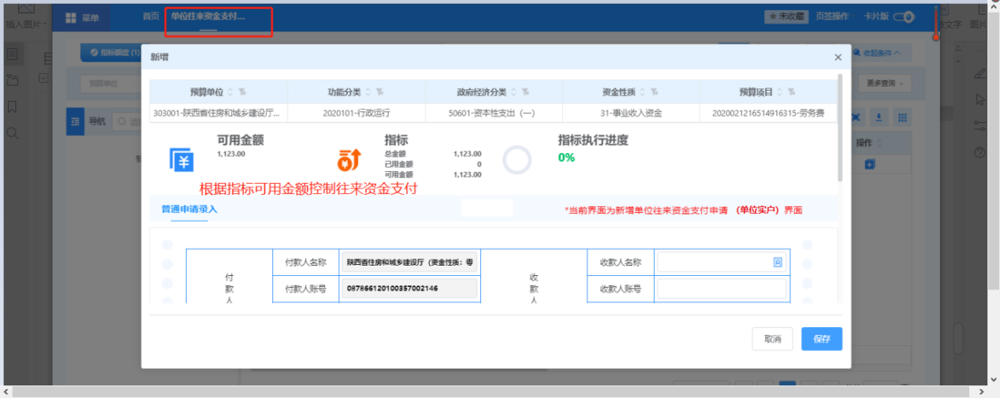 插入图片
菜单
首页
单位往来资金支付...
未收藏
页签操作
卡片版
文字
图片
指标额度 (1)
收起条件
新增
预算单位
更多查询
导航
操作
预算单位
功能分类
政府经济分类
资金性质
预算项目
303001-陕西省住房和城乡建设厅...
2020101-行政运行
50601-资本性支出（一）
31-事业收入资金
2020021216514916315-劳务费
可用金额
1,123.00
指标
总金额 1,123.00
已用金额 0
可用金额 1,123.00
指标执行进度
0%
根据指标可用金额控制往来资金支付
普通申请录入
*当前界面为新增单位往来资金支付申请 （单位实户）界面
付款人
付款人名称
陕西省住房和城乡建设厅（资金性质：零
收款人
收款人名称
付款人账号
087866120100357002146
收款人账号
取消
保存